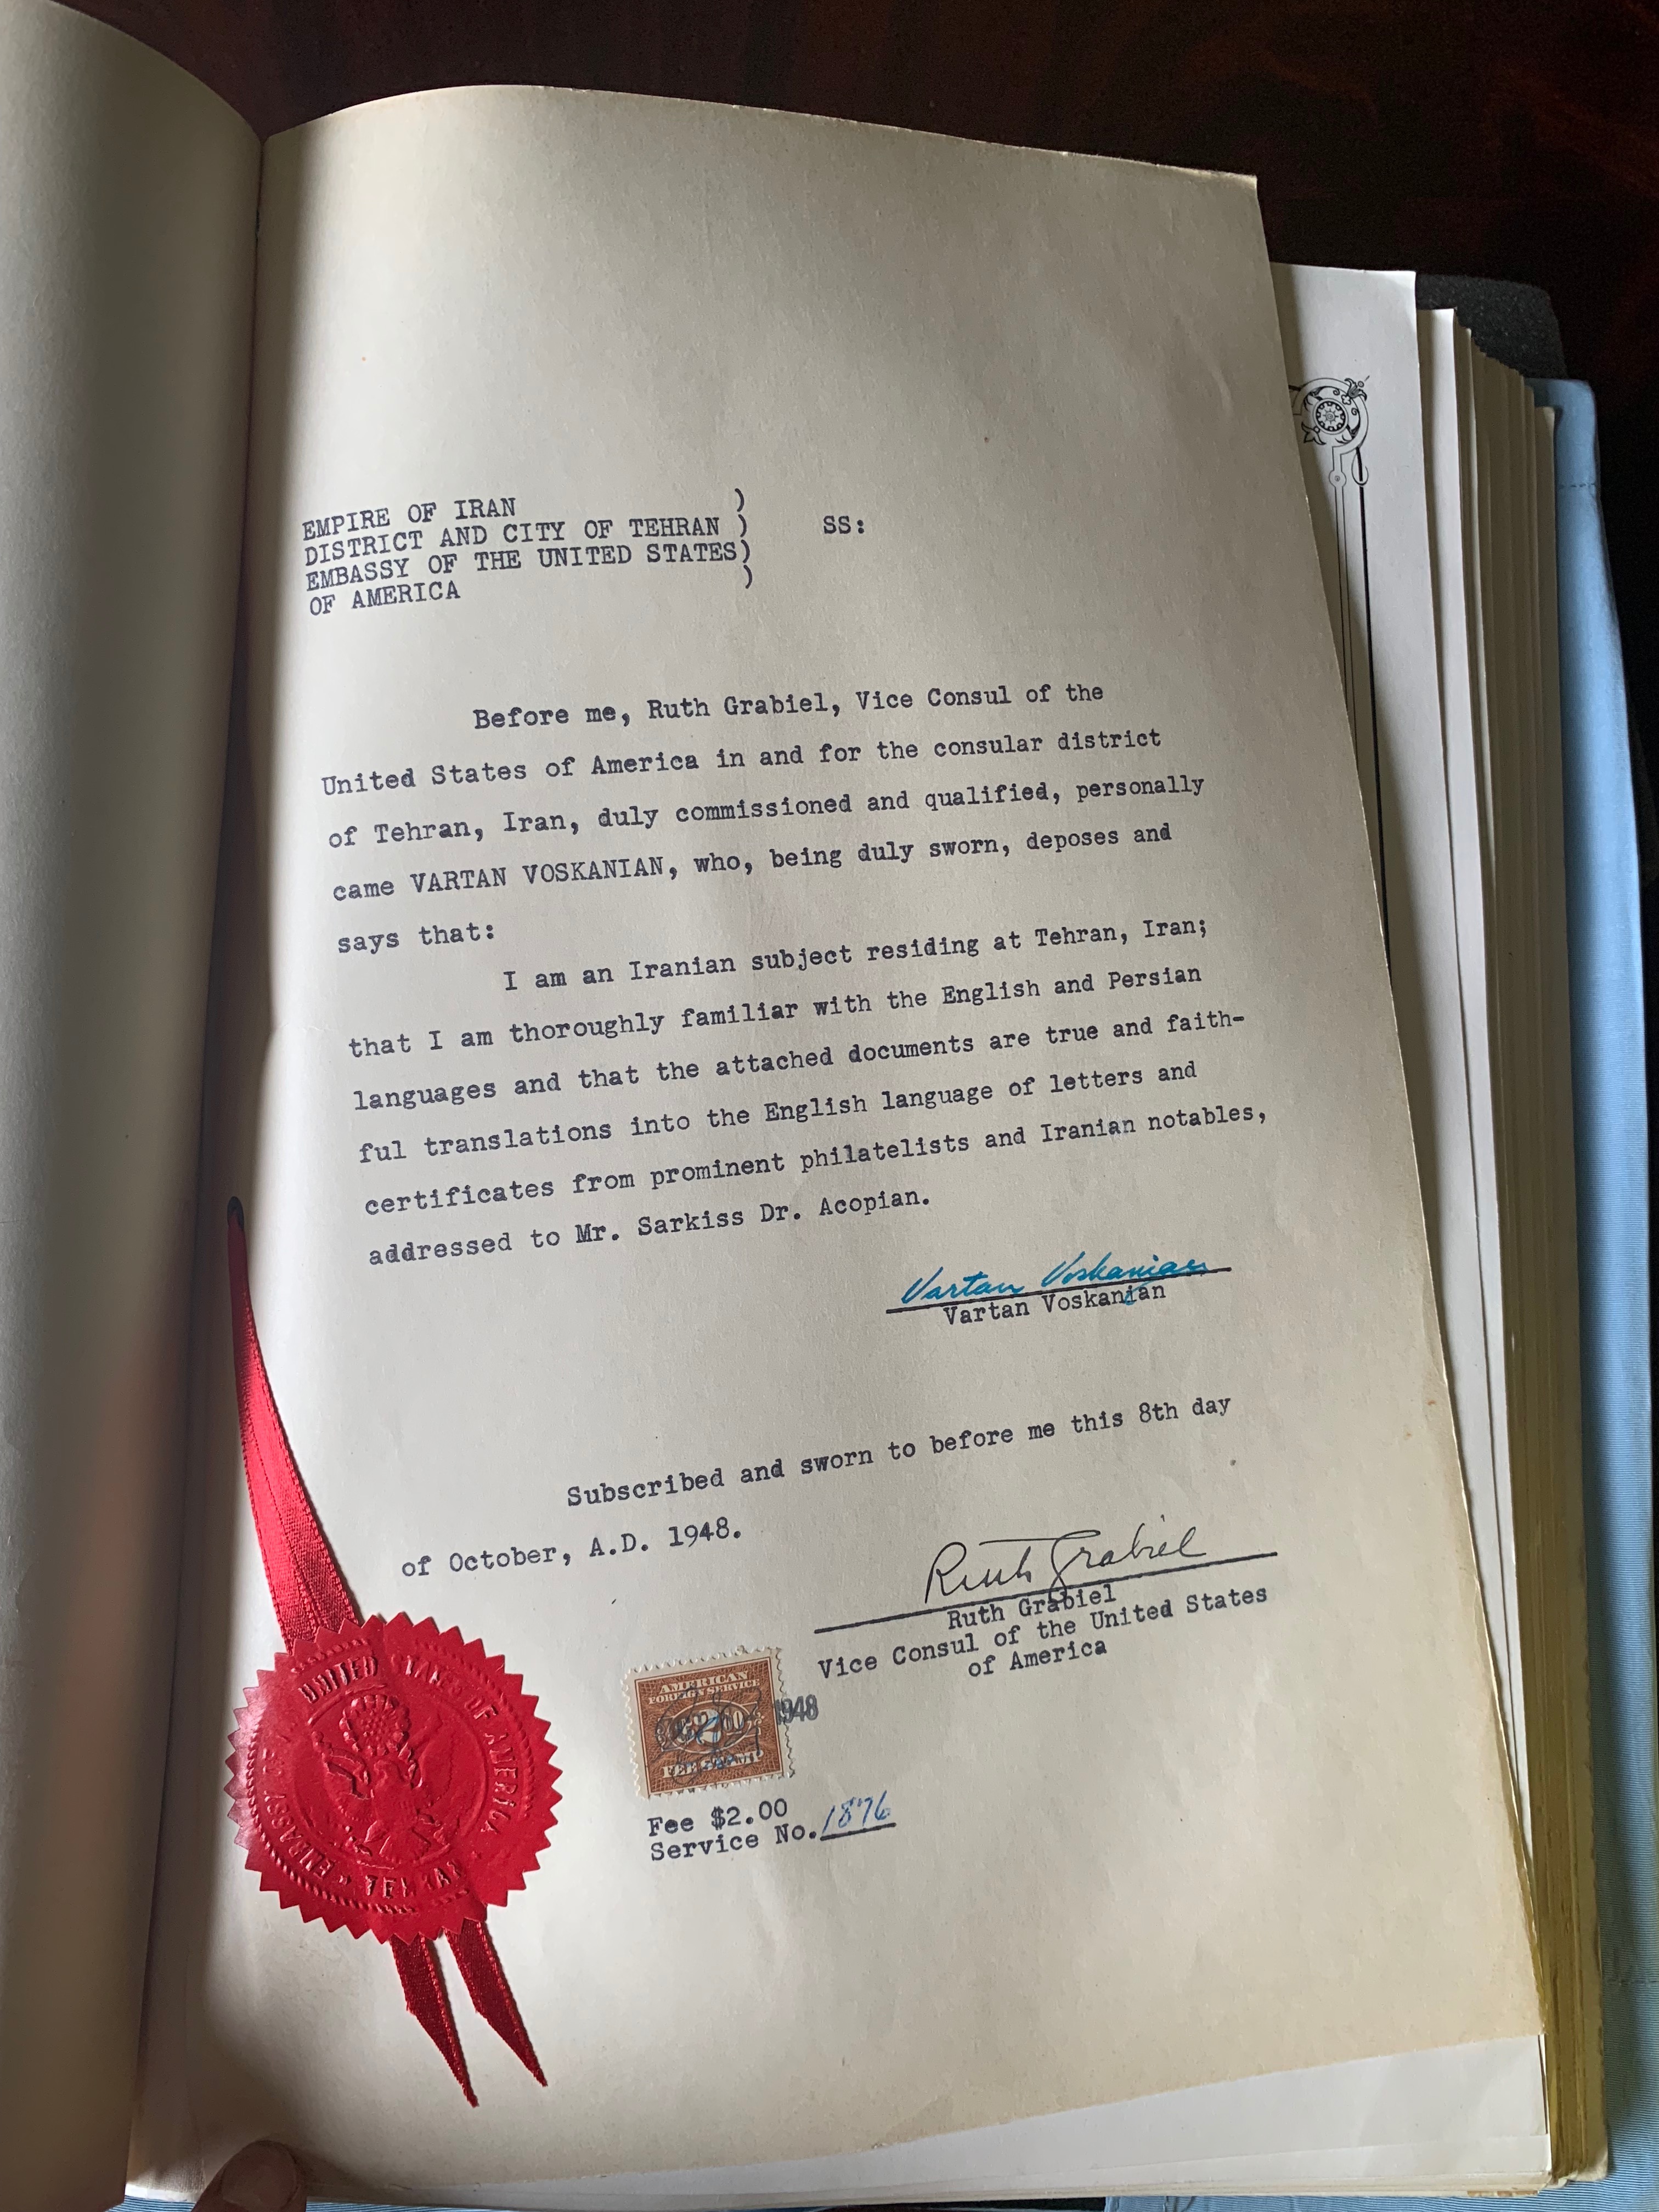 EMPIRE OF IRAN )
DISTRICT AND CITY OF TEHRAN ) SS:
EMBASSY OF THE UNITED STATES)
OF AMERICA )
Before me, Ruth Grabiel, Vice Consul of the
United States of America in and for the consular district
of Tehran, Iran, duly commissioned and qualified, personally
came VARTAN VOSKANIAN, who, being duly sworn, deposes and
says that:
I am an Iranian subject residing at Tehran, Iran;
that I am thoroughly familiar with the English and Persian
languages and that the attached documents are true and faith-
ful translations into the English language of letters and
certificates from prominent philatelists and Iranian notables,
addressed to Mr. Sarkiss Dr. Acopian.
Vartan Voskanian
Vartan Voskanian
Subscribed and sworn to before me this 8th day
of October, A.D. 1948.
Ruth Grabiel
Ruth Grabiel
Vice Consul of the United States
of America
AMERICAN
FOREIGN SERVICE
1948
Fee $2.00
Service No. 1876
UNITED STATES OF AMERICA
EMBASSY OF
TEHRAN